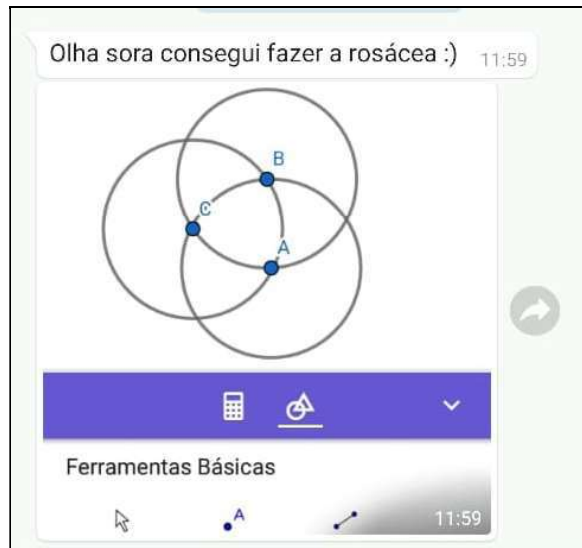 Olha sora consegui fazer a rosácea :) 11:59
B
C
A
Ferramentas Básicas
A
11:59